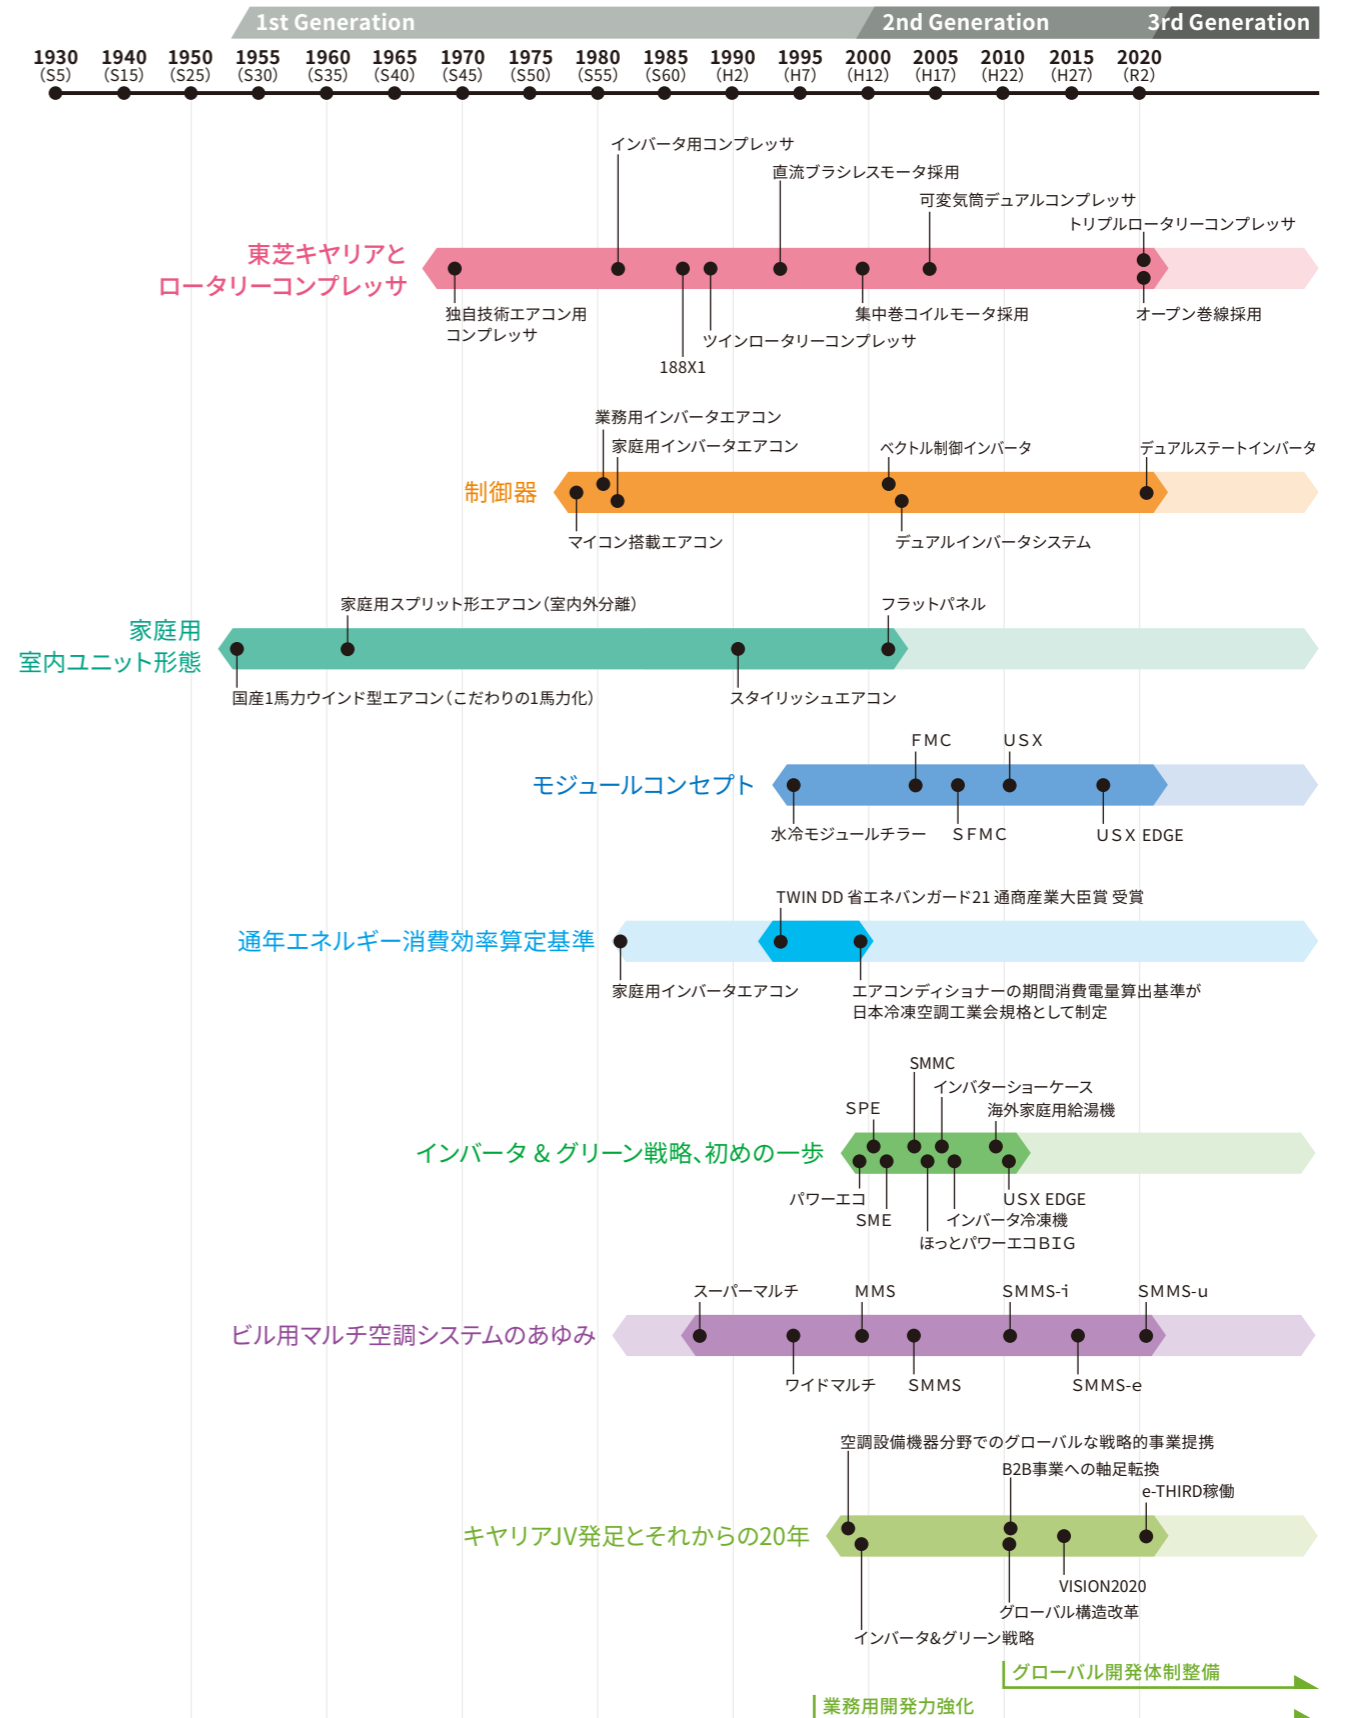 1st Generation
2nd Generation
3rd Generation
1930 1940 1950 1955 1960 1965 1970 1975 1980 1985 1990 1995 2000 2005 2010 2015 2020
（S5） （S15） （S25） （S30） （S35） （S40） （S45） （S50） （S55） （S60） （H2） （H7） （H12） （H17） （H22） （H27） （R2）
インバータ用コンプレッサ
直流ブラシレスモータ採用
可変気筒デュアルコンプレッサ
トリプルロータリーコンプレッサ
東芝キヤリアと
ロータリーコンプレッサ
独自技術エアコン用
コンプレッサ
集中巻コイルモータ採用
オープン巻線採用
ツインロータリーコンプレッサ
188X1
業務用インバータエアコン
家庭用インバータエアコン
ベクトル制御インバータ
デュアルステートインバータ
制御器
マイコン搭載エアコン
デュアルインバータシステム
家庭用スプリット形エアコン（室内外分離）
フラットパネル
家庭用
室内ユニット形態
国産1馬力ウインド型エアコン（こだわりの1馬力化）
スタイリッシュエアコン
FMC
USX
モジュールコンセプト
水冷モジュールチラー
SFMC
USX EDGE
TWIN DD 省エネバンガード21 通商産業大臣賞 受賞
通年エネルギー消費効率算定基準
家庭用インバータエアコン
エアコンディショナーの期間消費電量算出基準が
日本冷凍空調工業会規格として制定
SMMC
インバターショーケース
SPE
海外家庭用給湯機
インバータ & グリーン戦略、初めの一歩
パワーエコ
USX EDGE
SME
インバータ冷凍機
ほっとパワーエコBIG
スーパーマルチ
MMS
SMMS-i
SMMS-u
ビル用マルチ空調システムのあゆみ
ワイドマルチ
SMMS
SMMS-e
空調設備機器分野でのグローバルな戦略的事業提携
B2B事業への軸足転換
e-THIRD稼働
キヤリアJV発足とそれからの20年
VISION2020
グローバル構造改革
インバータ&グリーン戦略
グローバル開発体制整備
業務用開発力強化